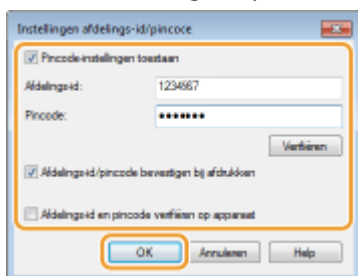 Instellingen afdelings-id/pincode
Pincode-instellingen toestaan
Afdelings-id: 1234567
Pincode: •••••••
Verifiëren
Afdelings-id/pincode bevestigen bij afdrukken
Afdelings-id en pincode verifiëren op apparaat
OK Annuleren Help